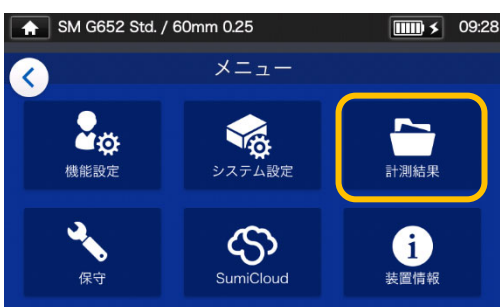 SM G652 Std. / 60mm 0.25
09:28
メニュー
機能設定
システム設定
計測結果
保守
SumiCloud
装置情報